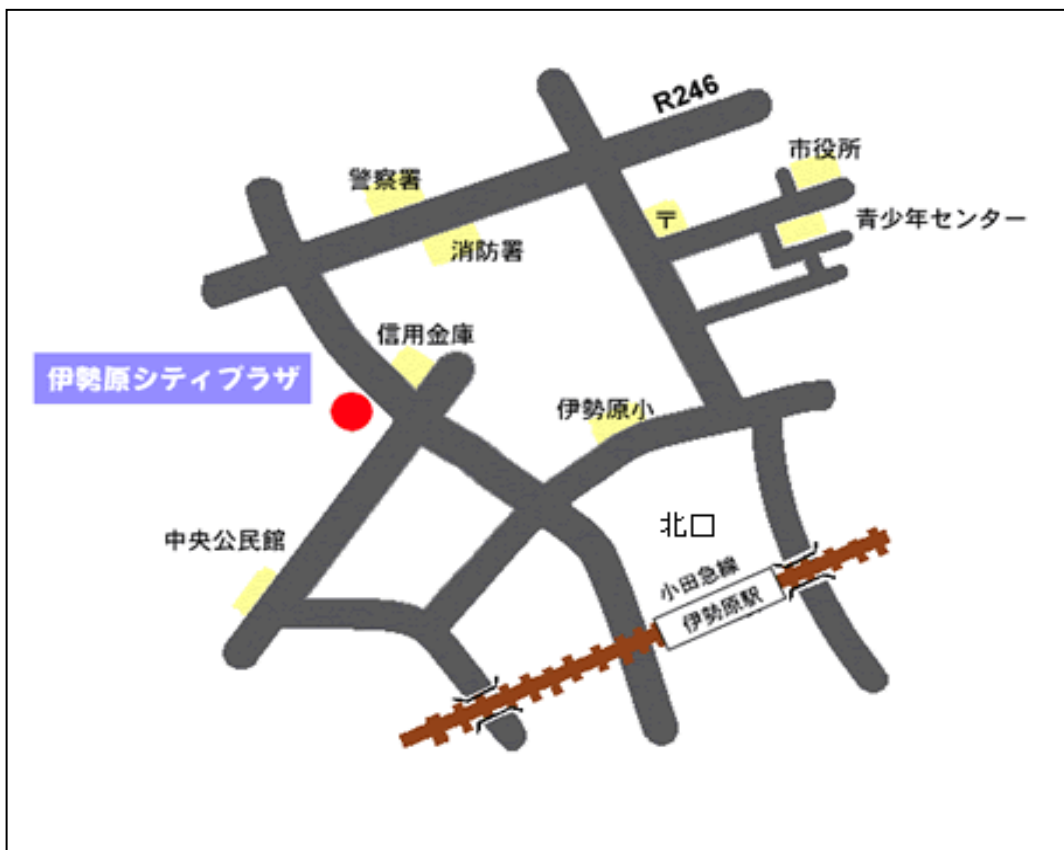 R246
市役所
警察署
〒
青少年センター
消防署
信用金庫
伊勢原シティプラザ
伊勢原小
北口
中央公民館
小田急線
伊勢原駅